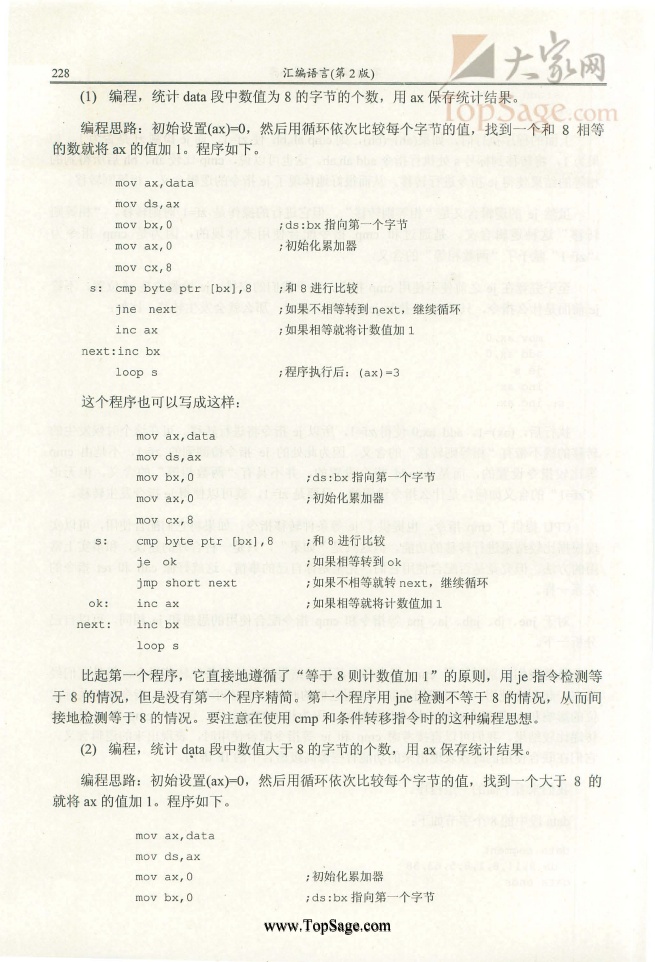 大家网
TopSage.com
228 汇编语言(第 2 版)
(1) 编程，统计 data 段中数值为 8 的字节的个数，用 ax 保存统计结果。
编程思路：初始设置(ax)=0，然后用循环依次比较每个字节的值，找到一个和 8 相等
的数就将 ax 的值加 1。程序如下。
mov ax,data
mov ds,ax
mov bx,0 ;ds:bx 指向第一个字节
mov ax,0 ;初始化累加器
mov cx,8
s: cmp byte ptr [bx],8 ;和 8 进行比较
jne next ;如果不相等转到 next，继续循环
inc ax ;如果相等就将计数值加 1
next:inc bx
loop s ;程序执行后：(ax)=3
这个程序也可以写成这样：
mov ax,data
mov ds,ax
mov bx,0 ;ds:bx 指向第一个字节
mov ax,0 ;初始化累加器
mov cx,8
s: cmp byte ptr [bx],8 ;和 8 进行比较
je ok ;如果相等转到 ok
jmp short next ;如果不相等就转 next，继续循环
ok: inc ax ;如果相等就将计数值加 1
next: inc bx
loop s
比起第一个程序，它直接地遵循了“等于 8 则计数值加 1”的原则，用 je 指令检测等
于 8 的情况，但是没有第一个程序精简。第一个程序用 jne 检测不等于 8 的情况，从而间
接地检测等于 8 的情况。要注意在使用 cmp 和条件转移指令时的这种编程思想。
(2) 编程，统计 data 段中数值大于 8 的字节的个数，用 ax 保存统计结果。
编程思路：初始设置(ax)=0，然后用循环依次比较每个字节的值，找到一个大于 8 的
就将 ax 的值加 1。程序如下。
mov ax,data
mov ds,ax
mov ax,0 ;初始化累加器
mov bx,0 ;ds:bx 指向第一个字节
www.TopSage.com